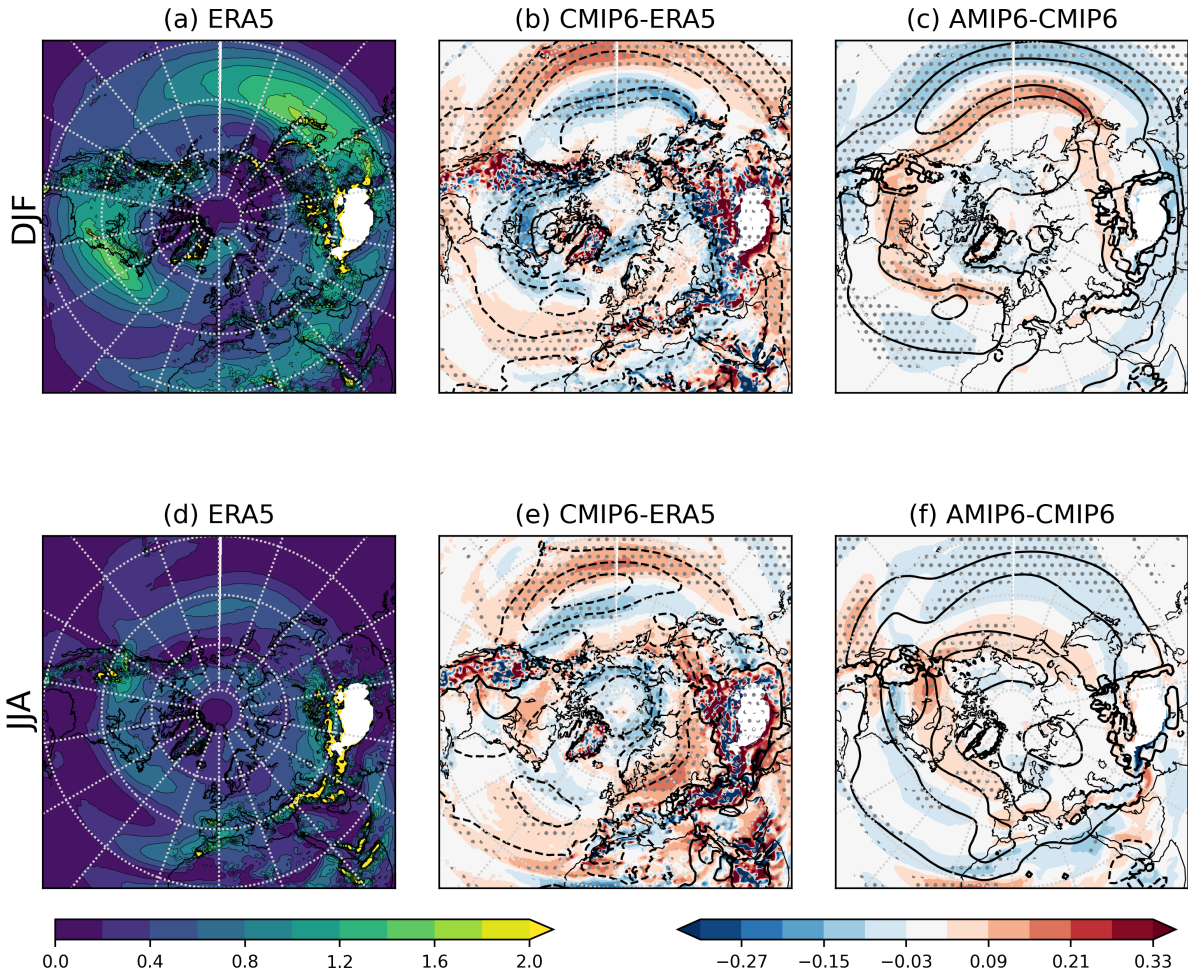 (a) ERA5
(b) CMIP6-ERA5
(c) AMIP6-CMIP6
DJF
(d) ERA5
(e) CMIP6-ERA5
(f) AMIP6-CMIP6
JJA
0.0 0.4 0.8 1.2 1.6 2.0
−0.27 −0.15 −0.03 0.09 0.21 0.33